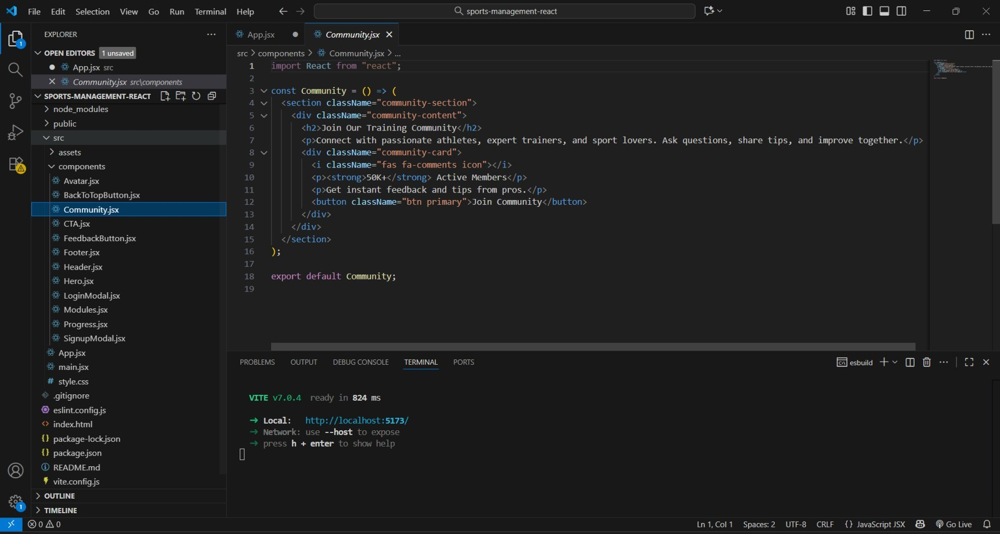 File Edit Selection View Go Run Terminal Help
sports-management-react
EXPLORER
1
OPEN EDITORS 1 unsaved
App.jsx src
Community.jsx src\components
SPORTS-MANAGEMENT-REACT
node_modules
public
src
assets
components
Avatar.jsx
BackToTopButton.jsx
Community.jsx
CTA.jsx
FeedbackButton.jsx
Footer.jsx
Header.jsx
Hero.jsx
LoginModal.jsx
Modules.jsx
Progress.jsx
SignupModal.jsx
App.jsx
main.jsx
# style.css
.gitignore
eslint.config.js
<> index.html
{} package-lock.json
{} package.json
README.md
vite.config.js
OUTLINE
TIMELINE
1
App.jsx
Community.jsx
src > components > Community.jsx > ...
1 import React from "react";
2
3 const Community = () => (
4 <section className="community-section">
5 <div className="community-content">
6 <h2>Join Our Training Community</h2>
7 <p>Connect with passionate athletes, expert trainers, and sport lovers. Ask questions, share tips, and improve together.</p>
8 <div className="community-card">
9 <i className="fas fa-comments icon"></i>
10 <p><strong>50K+</strong> Active Members</p>
11 <p>Get instant feedback and tips from pros.</p>
12 <button className="btn primary">Join Community</button>
13 </div>
14 </div>
15 </section>
16 );
17
18 export default Community;
19
PROBLEMS OUTPUT DEBUG CONSOLE TERMINAL PORTS
esbuild
VITE v7.0.4 ready in 824 ms
➜ Local: http://localhost:5173/
➜ Network: use --host to expose
➜ press h + enter to show help
0 0
Ln 1, Col 1 Spaces: 2 UTF-8 CRLF {} JavaScript JSX Go Live